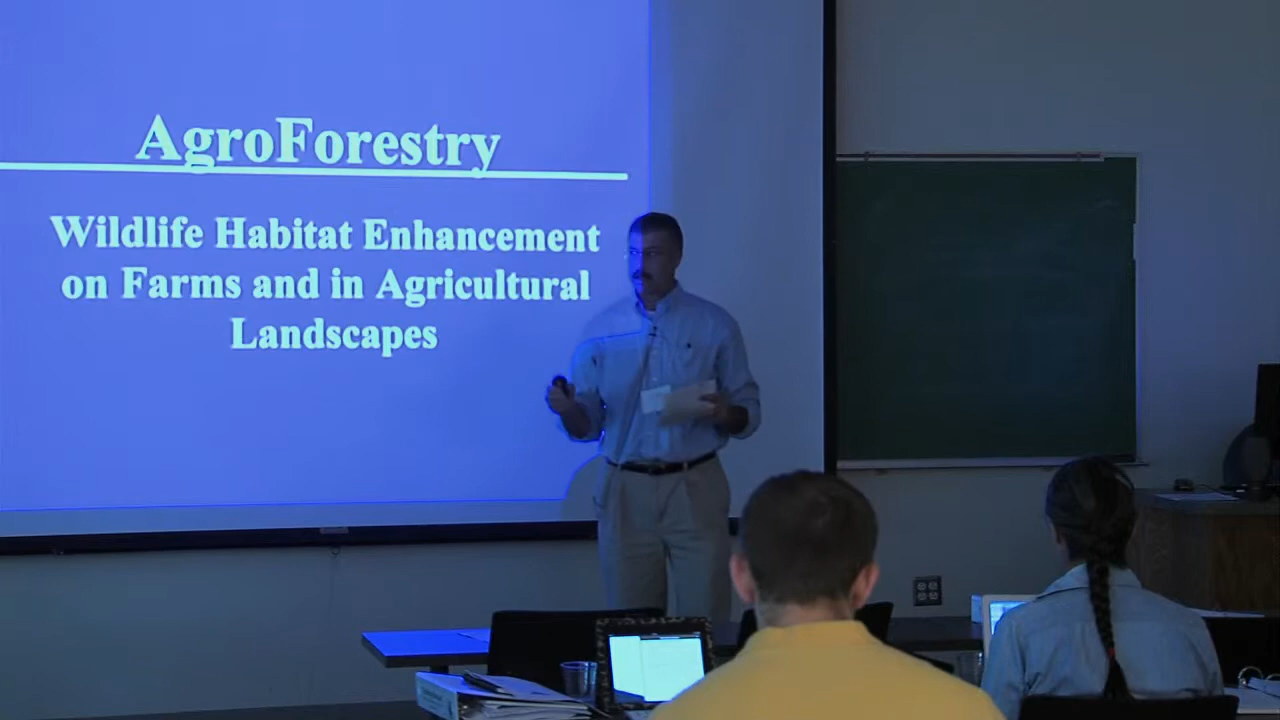 AgroForestry
Wildlife Habitat Enhancement
on Farms and in Agricultural
Landscapes